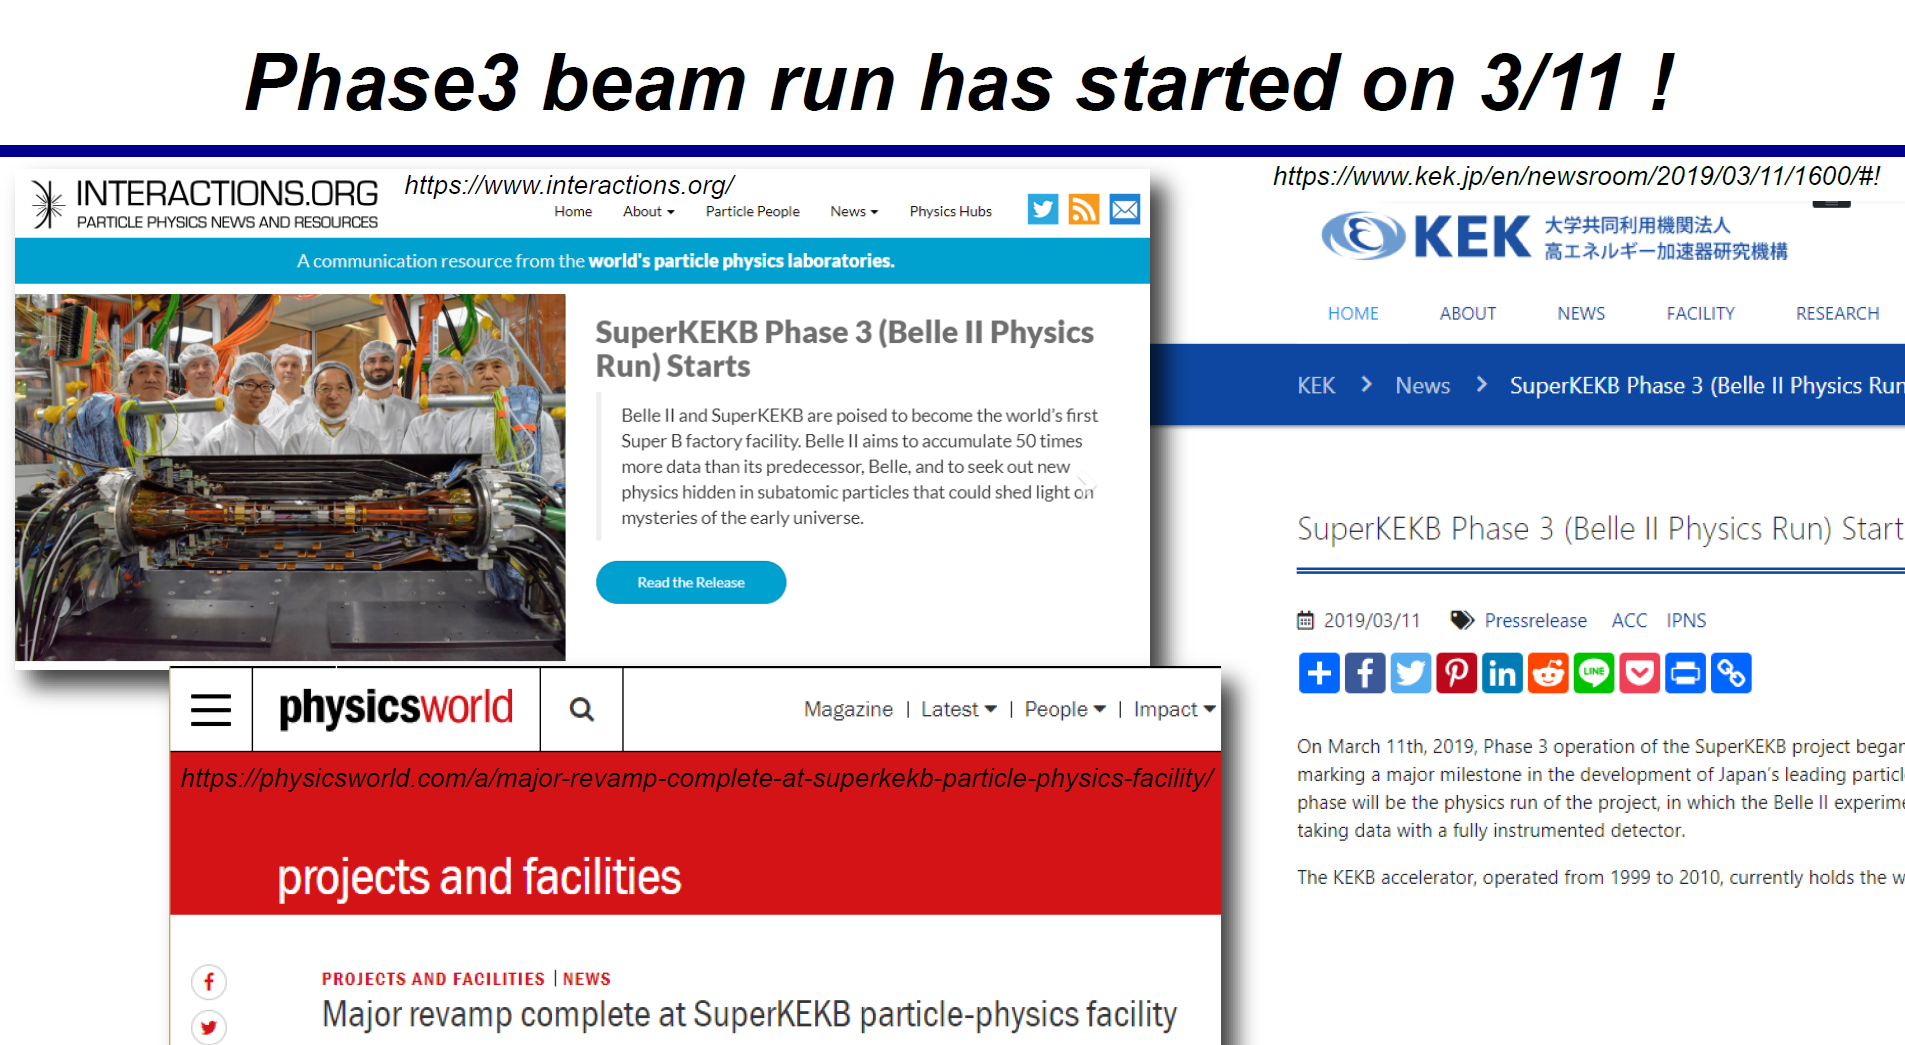 Phase3 beam run has started on 3/11 !
INTERACTIONS.ORG
PARTICLE PHYSICS NEWS AND RESOURCES
https://www.interactions.org/
Home About Particle People News Physics Hubs
A communication resource from the world's particle physics laboratories.
SuperKEKB Phase 3 (Belle II Physics
Run) Starts
Belle II and SuperKEKB are poised to become the world's first
Super B factory facility. Belle II aims to accumulate 50 times
more data than its predecessor, Belle, and to seek out new
physics hidden in subatomic particles that could shed light on
mysteries of the early universe.
Read the Release
https://www.kek.jp/en/newsroom/2019/03/11/1600/#!
KEK
大学共同利用機関法人
高エネルギー加速器研究機構
HOME ABOUT NEWS FACILITY RESEARCH
KEK > News > SuperKEKB Phase 3 (Belle II Physics Run
SuperKEKB Phase 3 (Belle II Physics Run) Start
2019/03/11 Pressrelease ACC IPNS
LINE
On March 11th, 2019, Phase 3 operation of the SuperKEKB project began
marking a major milestone in the development of Japan's leading particl
phase will be the physics run of the project, in which the Belle II experime
taking data with a fully instrumented detector.
The KEKB accelerator, operated from 1999 to 2010, currently holds the w
physicsworld
Magazine | Latest | People | Impact
https://physicsworld.com/a/major-revamp-complete-at-superkekb-particle-physics-facility/
projects and facilities
PROJECTS AND FACILITIES | NEWS
Major revamp complete at SuperKEKB particle-physics facility